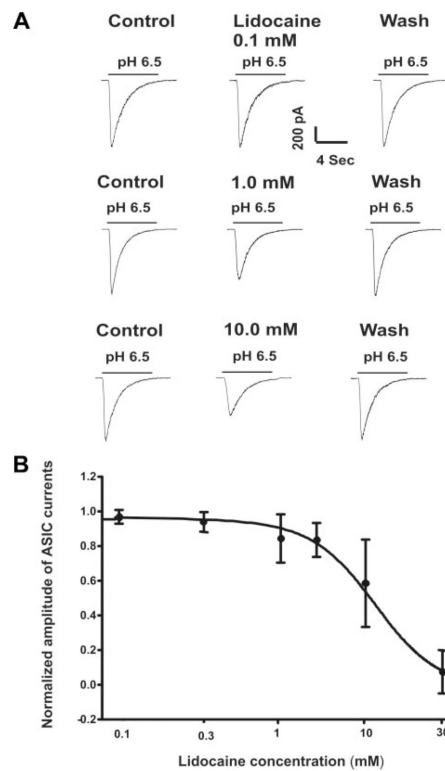 A
Control
Lidocaine
0.1 mM
Wash
pH 6.5
pH 6.5
pH 6.5
200 pA
4 Sec
Control
1.0 mM
Wash
pH 6.5
pH 6.5
pH 6.5
Control
10.0 mM
Wash
pH 6.5
pH 6.5
pH 6.5
B
Normalized amplitude of ASIC currents
1.2
1.0
0.8
0.6
0.4
0.2
0.0
-0.2
0.1
0.3
1
10
30
Lidocaine concentration (mM)